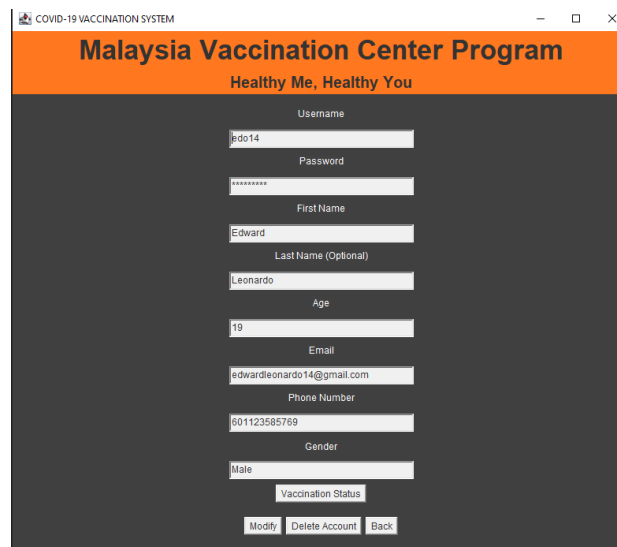 COVID-19 VACCINATION SYSTEM
Malaysia Vaccination Center Program
Healthy Me, Healthy You
Username
edo14
Password
*********
First Name
Edward
Last Name (Optional)
Leonardo
Age
19
Email
edwardleonardo14@gmail.com
Phone Number
601123585769
Gender
Male
Vaccination Status
Modify Delete Account Back